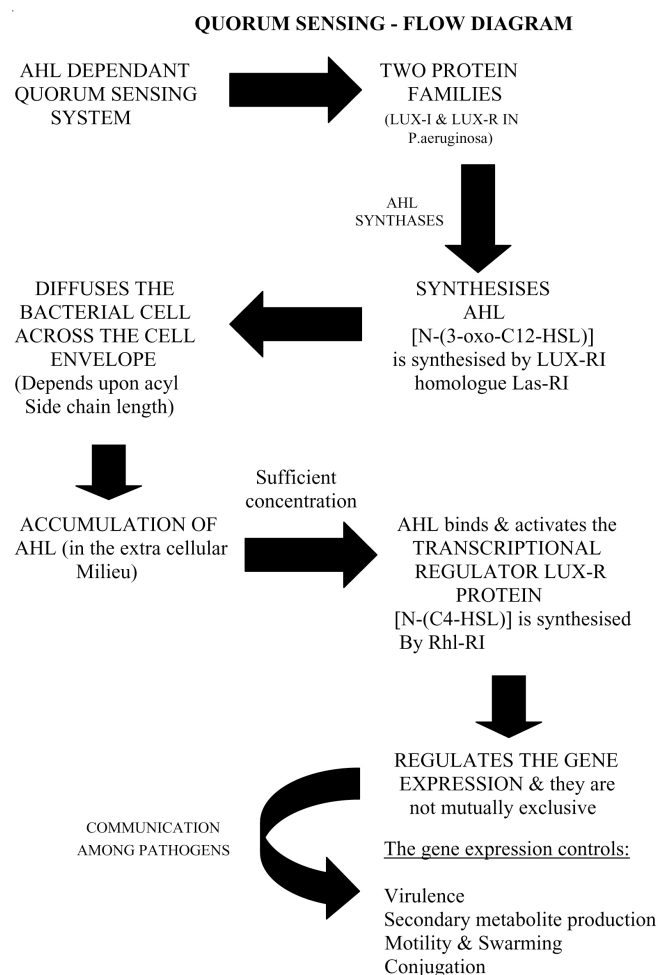 QUORUM SENSING - FLOW DIAGRAM
AHL DEPENDANT
QUORUM SENSING
SYSTEM
TWO PROTEIN
FAMILIES
(LUX-I & LUX-R IN
P.aeruginosa)
AHL
SYNTHASES
SYNTHESISES
AHL
[N-(3-oxo-C12-HSL)]
is synthesised by LUX-RI
homologue Las-RI
DIFFUSES THE
BACTERIAL CELL
ACROSS THE CELL
ENVELOPE
(Depends upon acyl
Side chain length)
ACCUMULATION OF
AHL (in the extra cellular
Milieu)
Sufficient
concentration
AHL binds & activates the
TRANSCRIPTIONAL
REGULATOR LUX-R
PROTEIN
[N-(C4-HSL)] is synthesised
By Rhl-RI
REGULATES THE GENE
EXPRESSION & they are
not mutually exclusive
COMMUNICATION
AMONG PATHOGENS
The gene expression controls:
Virulence
Secondary metabolite production
Motility & Swarming
Conjugation